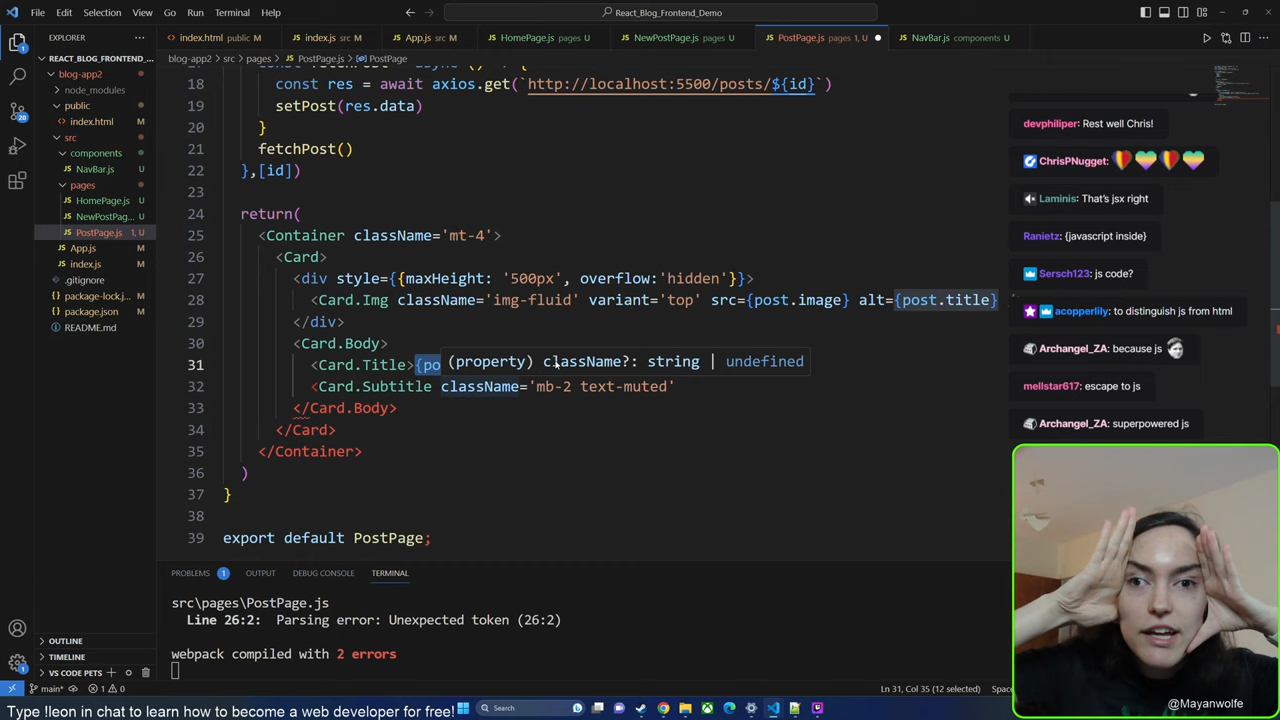 File Edit Selection View Go Run Terminal Help
React_Blog_Frontend_Demo
EXPLORER
index.html public M
index.js src M
App.js src M
HomePage.js pages U
NewPostPage.js pages U
PostPage.js pages 1, U
NavBar.js components U
REACT_BLOG_FRONTEND_...
blog-app2 > src > pages > PostPage.js > PostPage
blog-app2
node_modules
public
index.html M
src
components
NavBar.js U
pages
HomePage.js U
NewPostPag... U
PostPage.js 1, U
App.js M
index.js M
.gitignore
package-lock.j... M
package.json M
README.md
18 const res = await axios.get(`http://localhost:5500/posts/${id}`)
19 setPost(res.data)
20 }
21 fetchPost()
22 },[id])
23
24 return(
25 <Container className='mt-4'>
26 <Card>
27 <div style={{maxHeight: '500px', overflow:'hidden'}}>
28 <Card.Img className='img-fluid' variant='top' src={post.image} alt={post.title}
29 </div>
30 <Card.Body>
31 <Card.Title>{po
(property) className?: string | undefined
32 <Card.Subtitle className='mb-2 text-muted'
33 </Card.Body>
34 </Card>
35 </Container>
36 )
37 }
38
39 export default PostPage;
devphiliper: Rest well Chris!
ChrisPNugget:
Laminis: That's jsx right
Ranietz: {javascript inside}
Sersch123: js code?
acopperlily: to distinguish js from html
Archangel_ZA: because js
mellstar617: escape to js
Archangel_ZA: superpowered js
PROBLEMS 1 OUTPUT DEBUG CONSOLE TERMINAL
src\pages\PostPage.js
Line 26:2: Parsing error: Unexpected token (26:2)
webpack compiled with 2 errors
OUTLINE
TIMELINE
VS CODE PETS
main*
1 0
Ln 31, Col 35 (12 selected)
Type !leon in chat to learn how to become a web developer for free!
Search
@Mayanwolfe